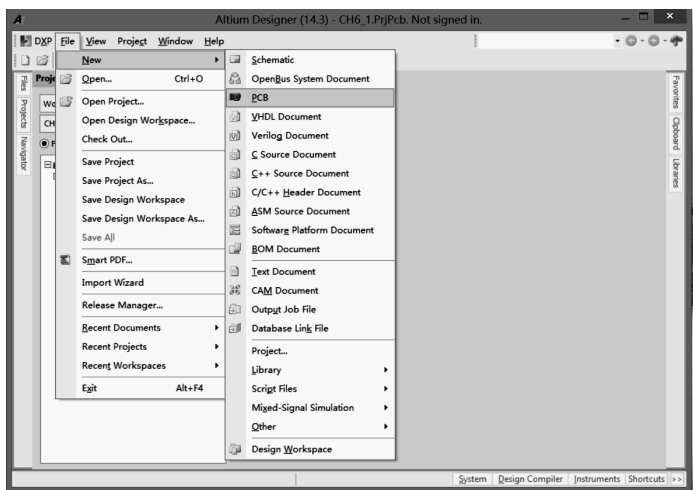 Altium Designer (14.3) - CH6_1.PrjPcb. Not signed in.
DXP File View Project Window Help
Files
Projects
Navigator
Proje
Wo
CH
F
New
Open... Ctrl+O
Open Project...
Open Design Workspace...
Check Out...
Save Project
Save Project As...
Save Design Workspace
Save Design Workspace As...
Save All
Smart PDF...
Import Wizard
Release Manager...
Recent Documents
Recent Projects
Recent Workspaces
Exit Alt+F4
Schematic
OpenBus System Document
PCB
VHDL Document
Verilog Document
C Source Document
C++ Source Document
C/C++ Header Document
ASM Source Document
Software Platform Document
BOM Document
Text Document
CAM Document
Output Job File
Database Link File
Project...
Library
Script Files
Mixed-Signal Simulation
Other
Design Workspace
Favorites
Clipboard
Libraries
System Design Compiler Instruments Shortcuts >>